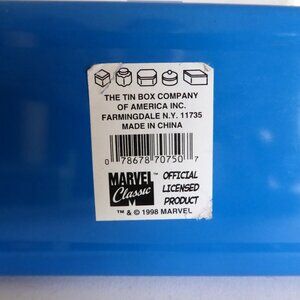 THE TIN BOX COMPANY
OF AMERICA INC.
FARMINGDALE N.Y. 11735
MADE IN CHINA
0 78678 70750 7
MARVEL™
Classic
OFFICIAL
LICENSED
PRODUCT
™ & © 1998 MARVEL